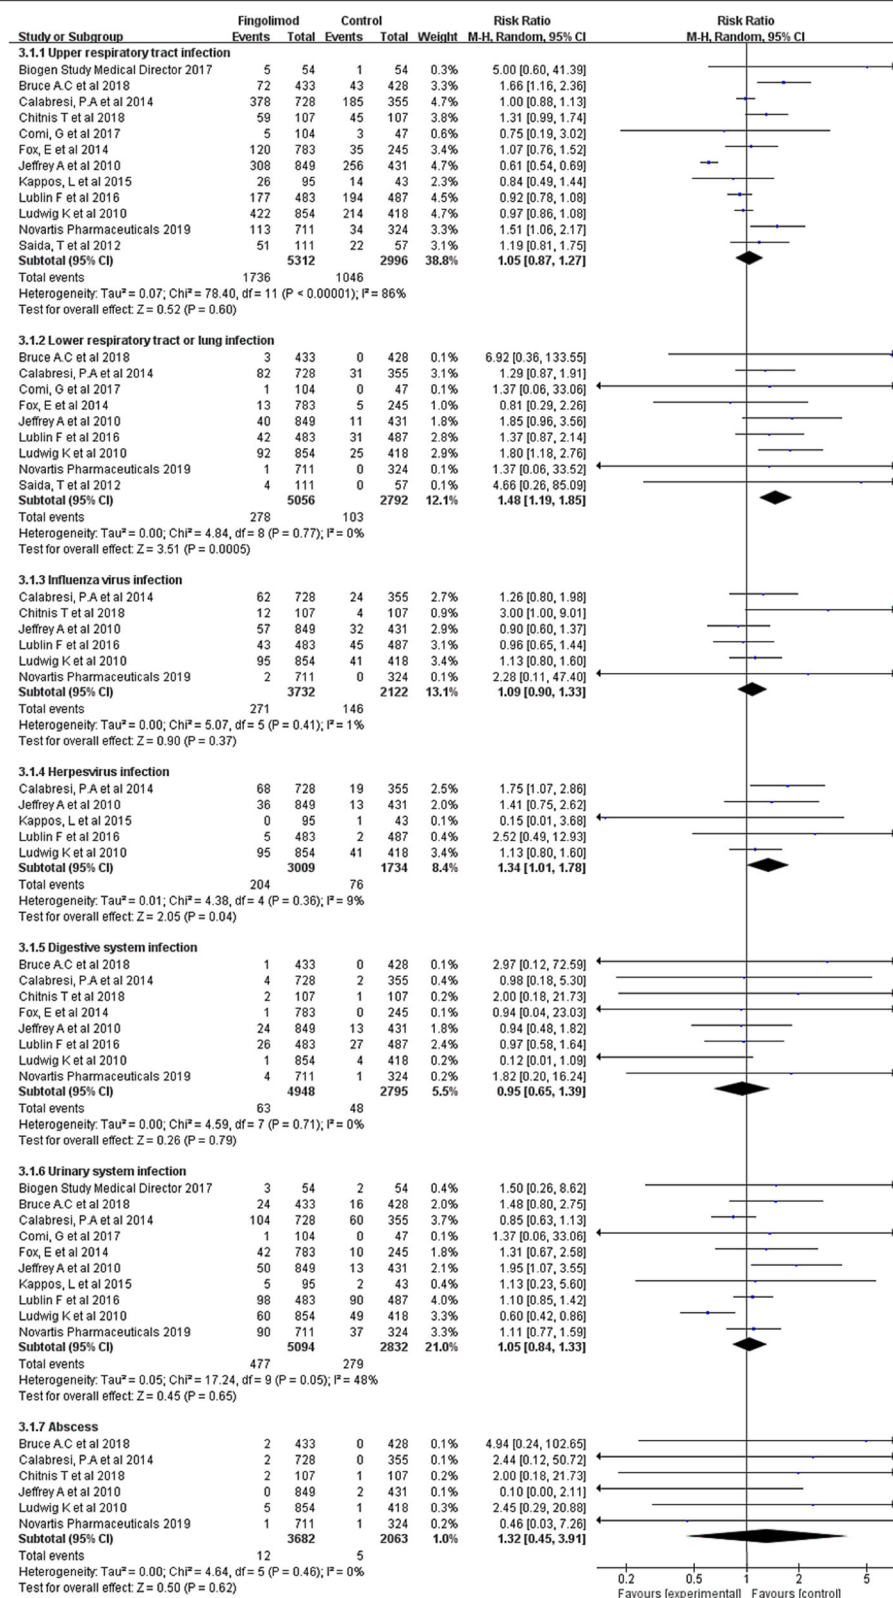 Fingolimod Control Risk Ratio Risk Ratio
Study or Subgroup Events Total Events Total Weight M-H, Random, 95% CI M-H, Random, 95% CI
3.1.1 Upper respiratory tract infection
Biogen Study Medical Director 2017 5 54 1 54 0.3% 5.00 [0.60, 41.39]
Bruce A.C et al 2018 72 433 43 428 3.3% 1.66 [1.16, 2.36]
Calabresi, P.A et al 2014 378 728 185 355 4.7% 1.00 [0.88, 1.13]
Chitnis T et al 2018 59 107 45 107 3.8% 1.31 [0.99, 1.74]
Comi, G et al 2017 5 104 3 47 0.6% 0.75 [0.19, 3.02]
Fox, E et al 2014 120 783 35 245 3.4% 1.07 [0.76, 1.52]
Jeffrey A et al 2010 308 849 256 431 4.7% 0.61 [0.54, 0.69]
Kappos, L et al 2015 26 95 14 43 2.3% 0.84 [0.49, 1.44]
Lublin F et al 2016 177 483 194 487 4.5% 0.92 [0.78, 1.08]
Ludwig K et al 2010 422 854 214 418 4.7% 0.97 [0.86, 1.08]
Novartis Pharmaceuticals 2019 113 711 34 324 3.3% 1.51 [1.06, 2.17]
Saida, T et al 2012 51 111 22 57 3.1% 1.19 [0.81, 1.75]
Subtotal (95% CI) 5312 2996 38.8% 1.05 [0.87, 1.27]
Total events 1736 1046
Heterogeneity: Tau² = 0.07; Chi² = 78.40, df = 11 (P < 0.00001); I² = 86%
Test for overall effect: Z = 0.52 (P = 0.60)
3.1.2 Lower respiratory tract or lung infection
Bruce A.C et al 2018 3 433 0 428 0.1% 6.92 [0.36, 133.55]
Calabresi, P.A et al 2014 82 728 31 355 3.1% 1.29 [0.87, 1.91]
Comi, G et al 2017 1 104 0 47 0.1% 1.37 [0.06, 33.06]
Fox, E et al 2014 13 783 5 245 1.0% 0.81 [0.29, 2.26]
Jeffrey A et al 2010 40 849 11 431 1.8% 1.85 [0.96, 3.56]
Lublin F et al 2016 42 483 31 487 2.8% 1.37 [0.87, 2.14]
Ludwig K et al 2010 92 854 25 418 2.9% 1.80 [1.18, 2.76]
Novartis Pharmaceuticals 2019 1 711 0 324 0.1% 1.37 [0.06, 33.52]
Saida, T et al 2012 4 111 0 57 0.1% 4.66 [0.26, 85.09]
Subtotal (95% CI) 5056 2792 12.1% 1.48 [1.19, 1.85]
Total events 278 103
Heterogeneity: Tau² = 0.00; Chi² = 4.84, df = 8 (P = 0.77); I² = 0%
Test for overall effect: Z = 3.51 (P = 0.0005)
3.1.3 Influenza virus infection
Calabresi, P.A et al 2014 62 728 24 355 2.7% 1.26 [0.80, 1.98]
Chitnis T et al 2018 12 107 4 107 0.9% 3.00 [1.00, 9.01]
Jeffrey A et al 2010 57 849 32 431 2.9% 0.90 [0.60, 1.37]
Lublin F et al 2016 43 483 45 487 3.1% 0.96 [0.65, 1.44]
Ludwig K et al 2010 95 854 41 418 3.4% 1.13 [0.80, 1.60]
Novartis Pharmaceuticals 2019 2 711 0 324 0.1% 2.28 [0.11, 47.40]
Subtotal (95% CI) 3732 2122 13.1% 1.09 [0.90, 1.33]
Total events 271 146
Heterogeneity: Tau² = 0.00; Chi² = 5.07, df = 5 (P = 0.41); I² = 1%
Test for overall effect: Z = 0.90 (P = 0.37)
3.1.4 Herpesvirus infection
Calabresi, P.A et al 2014 68 728 19 355 2.5% 1.75 [1.07, 2.86]
Jeffrey A et al 2010 36 849 13 431 2.0% 1.41 [0.75, 2.62]
Kappos, L et al 2015 0 95 1 43 0.1% 0.15 [0.01, 3.68]
Lublin F et al 2016 5 483 2 487 0.4% 2.52 [0.49, 12.93]
Ludwig K et al 2010 95 854 41 418 3.4% 1.13 [0.80, 1.60]
Subtotal (95% CI) 3009 1734 8.4% 1.34 [1.01, 1.78]
Total events 204 76
Heterogeneity: Tau² = 0.01; Chi² = 4.38, df = 4 (P = 0.36); I² = 9%
Test for overall effect: Z = 2.05 (P = 0.04)
3.1.5 Digestive system infection
Bruce A.C et al 2018 1 433 0 428 0.1% 2.97 [0.12, 72.59]
Calabresi, P.A et al 2014 4 728 2 355 0.4% 0.98 [0.18, 5.30]
Chitnis T et al 2018 2 107 1 107 0.2% 2.00 [0.18, 21.73]
Fox, E et al 2014 1 783 0 245 0.1% 0.94 [0.04, 23.03]
Jeffrey A et al 2010 24 849 13 431 1.8% 0.94 [0.48, 1.82]
Lublin F et al 2016 26 483 27 487 2.4% 0.97 [0.58, 1.64]
Ludwig K et al 2010 1 854 4 418 0.2% 0.12 [0.01, 1.09]
Novartis Pharmaceuticals 2019 4 711 1 324 0.2% 1.82 [0.20, 16.24]
Subtotal (95% CI) 4948 2795 5.5% 0.95 [0.65, 1.39]
Total events 63 48
Heterogeneity: Tau² = 0.00; Chi² = 4.59, df = 7 (P = 0.71); I² = 0%
Test for overall effect: Z = 0.26 (P = 0.79)
3.1.6 Urinary system infection
Biogen Study Medical Director 2017 3 54 2 54 0.4% 1.50 [0.26, 8.62]
Bruce A.C et al 2018 24 433 16 428 2.0% 1.48 [0.80, 2.75]
Calabresi, P.A et al 2014 104 728 60 355 3.7% 0.85 [0.63, 1.13]
Comi, G et al 2017 1 104 0 47 0.1% 1.37 [0.06, 33.06]
Fox, E et al 2014 42 783 10 245 1.8% 1.31 [0.67, 2.58]
Jeffrey A et al 2010 50 849 13 431 2.1% 1.95 [1.07, 3.55]
Kappos, L et al 2015 5 95 2 43 0.4% 1.13 [0.23, 5.60]
Lublin F et al 2016 98 483 90 487 4.0% 1.10 [0.85, 1.42]
Ludwig K et al 2010 60 854 49 418 3.3% 0.60 [0.42, 0.86]
Novartis Pharmaceuticals 2019 90 711 37 324 3.3% 1.11 [0.77, 1.59]
Subtotal (95% CI) 5094 2832 21.0% 1.05 [0.84, 1.33]
Total events 477 279
Heterogeneity: Tau² = 0.05; Chi² = 17.24, df = 9 (P = 0.05); I² = 48%
Test for overall effect: Z = 0.45 (P = 0.65)
3.1.7 Abscess
Bruce A.C et al 2018 2 433 0 428 0.1% 4.94 [0.24, 102.65]
Calabresi, P.A et al 2014 2 728 0 355 0.1% 2.44 [0.12, 50.72]
Chitnis T et al 2018 2 107 1 107 0.2% 2.00 [0.18, 21.73]
Jeffrey A et al 2010 0 849 2 431 0.1% 0.10 [0.00, 2.11]
Ludwig K et al 2010 5 854 1 418 0.3% 2.45 [0.29, 20.88]
Novartis Pharmaceuticals 2019 1 711 1 324 0.2% 0.46 [0.03, 7.26]
Subtotal (95% CI) 3682 2063 1.0% 1.32 [0.45, 3.91]
Total events 12 5
Heterogeneity: Tau² = 0.00; Chi² = 4.64, df = 5 (P = 0.46); I² = 0%
Test for overall effect: Z = 0.50 (P = 0.62)
0.2 0.5 1 2 5
Favours [experimental] Favours [control]